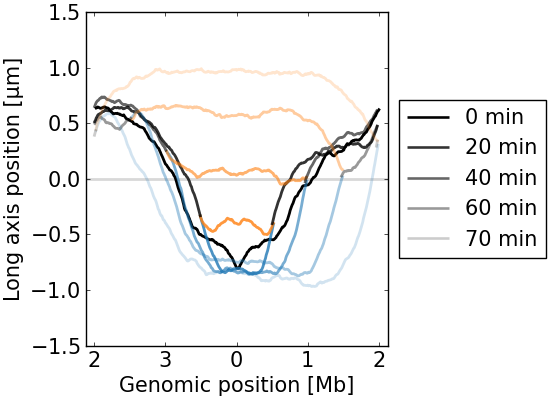 1.5
1.0
0.5
0.0
−0.5
−1.0
−1.5
Long axis position [μm]
2 3 0 1 2
Genomic position [Mb]
0 min
20 min
40 min
60 min
70 min